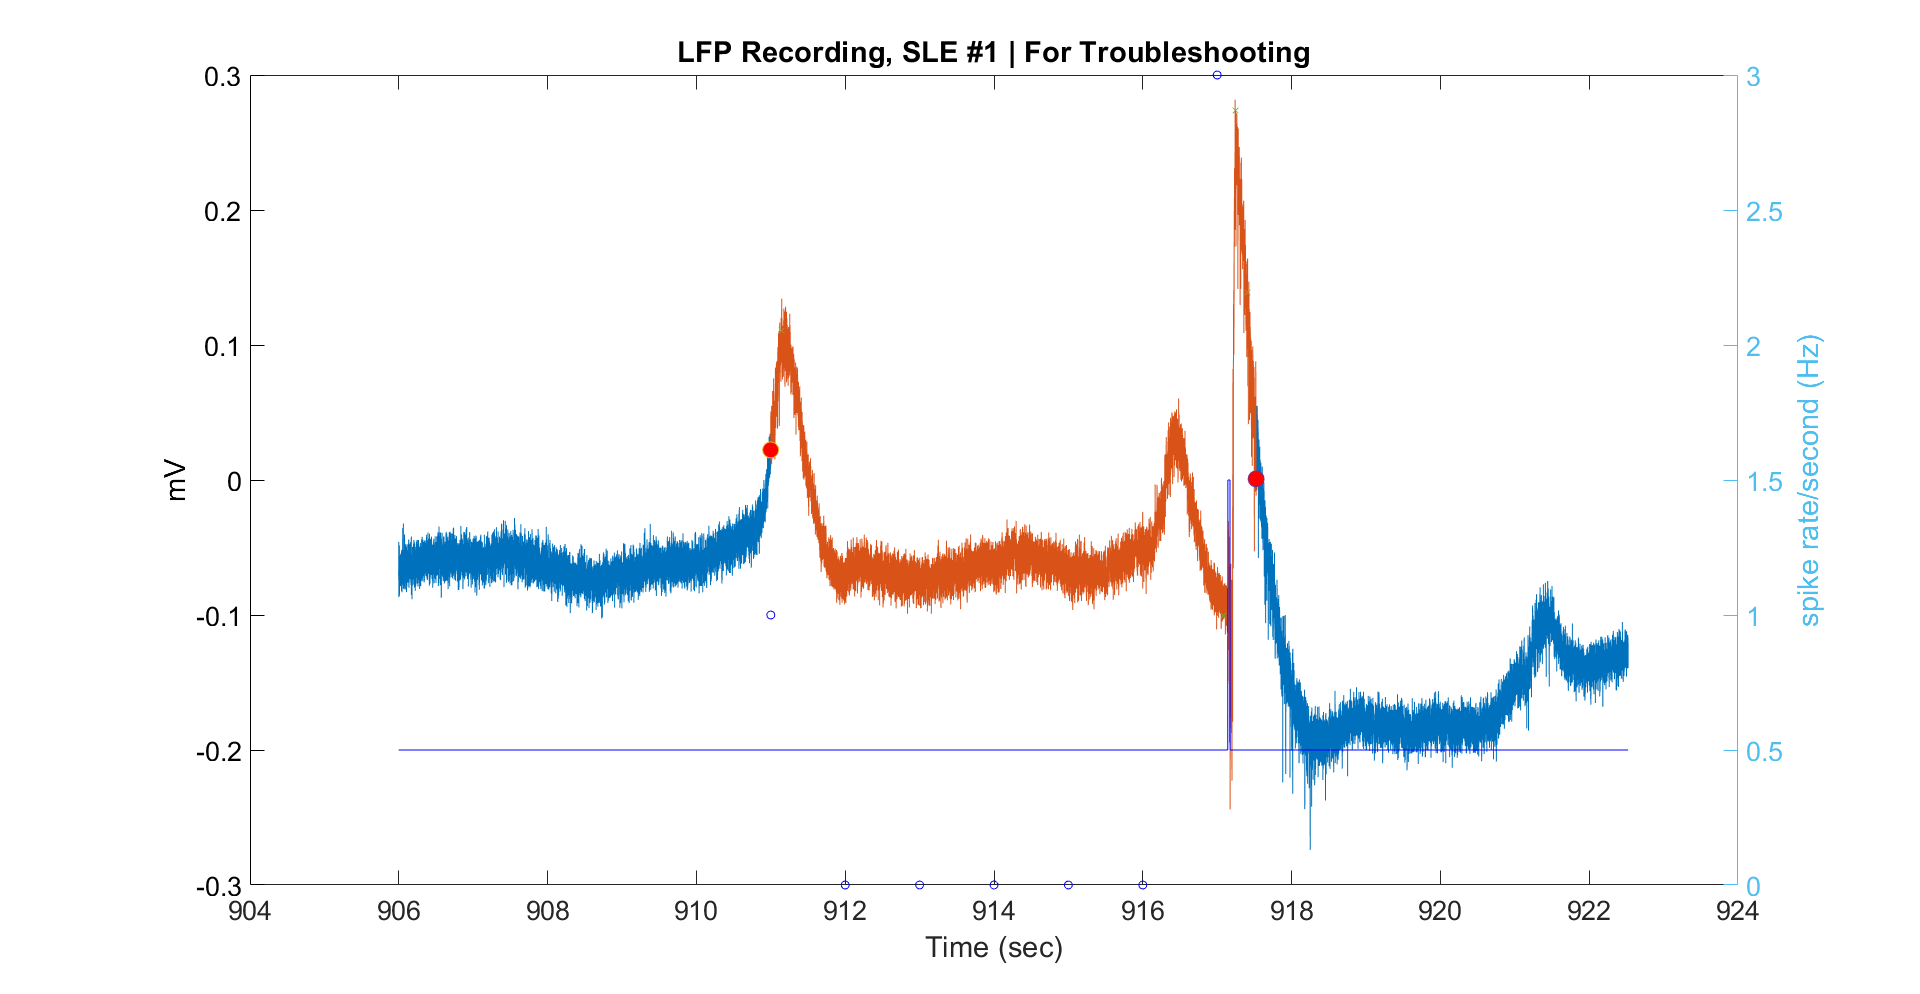 LFP Recording, SLE #1 | For Troubleshooting
0.3
0.2
0.1
0
-0.1
-0.2
-0.3
mV
3
2.5
2
1.5
1
0.5
0
spike rate/second (Hz)
904 906 908 910 912 914 916 918 920 922 924
Time (sec)